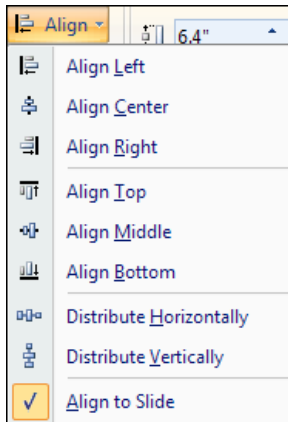 Align
6.4"
Align Left
Align Center
Align Right
Align Top
Align Middle
Align Bottom
Distribute Horizontally
Distribute Vertically
Align to Slide